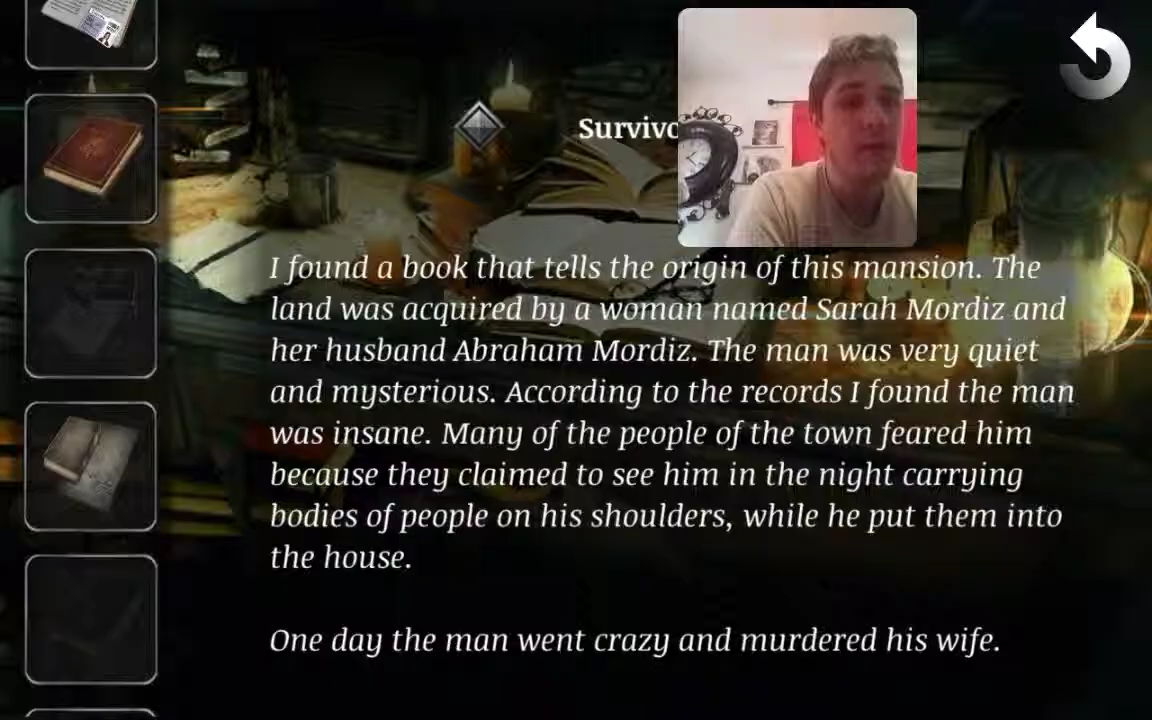 I found a book that tells the origin of this mansion. The
land was acquired by a woman named Sarah Mordiz and
her husband Abraham Mordiz. The man was very quiet
and mysterious. According to the records I found the man
was insane. Many of the people of the town feared him
because they claimed to see him in the night carrying
bodies of people on his shoulders, while he put them into
the house.
One day the man went crazy and murdered his wife.